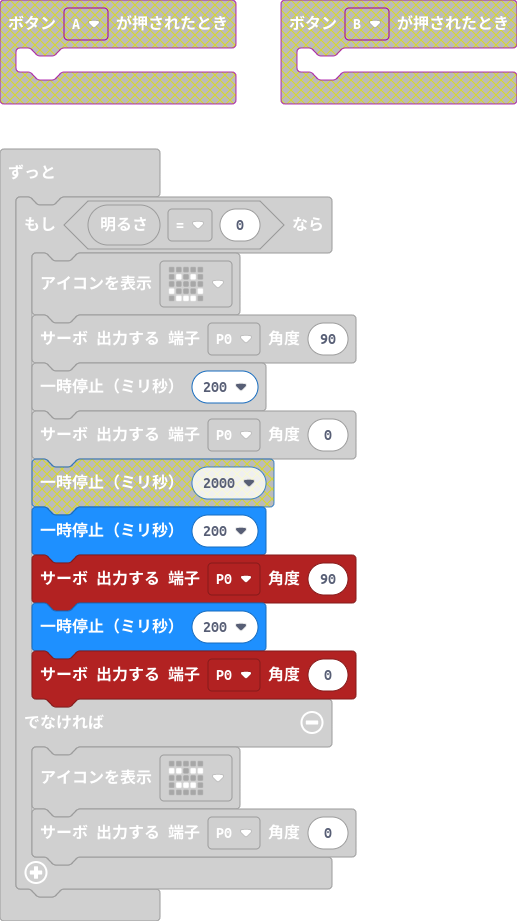 ボタン A が押されたとき
ボタン B が押されたとき
ずっと
もし 明るさ = 0 なら
アイコンを表示
サーボ 出力する 端子 P0 角度 90
一時停止（ミリ秒） 200
サーボ 出力する 端子 P0 角度 0
一時停止（ミリ秒） 2000
一時停止（ミリ秒） 200
サーボ 出力する 端子 P0 角度 90
一時停止（ミリ秒） 200
サーボ 出力する 端子 P0 角度 0
でなければ
アイコンを表示
サーボ 出力する 端子 P0 角度 0